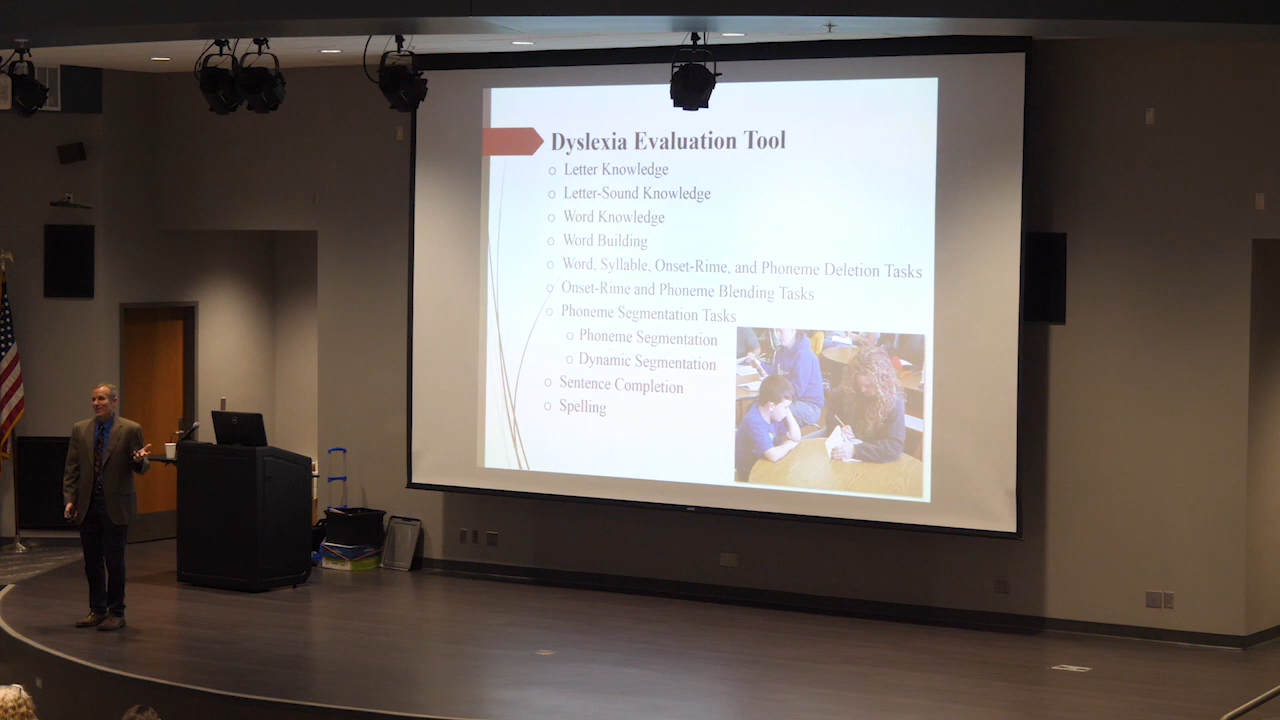 Dyslexia Evaluation Tool
Letter Knowledge
Letter-Sound Knowledge
Word Knowledge
Word Building
Word, Syllable, Onset-Rime, and Phoneme Deletion Tasks
Onset-Rime and Phoneme Blending Tasks
Phoneme Segmentation Tasks
Phoneme Segmentation
Dynamic Segmentation
Sentence Completion
Spelling